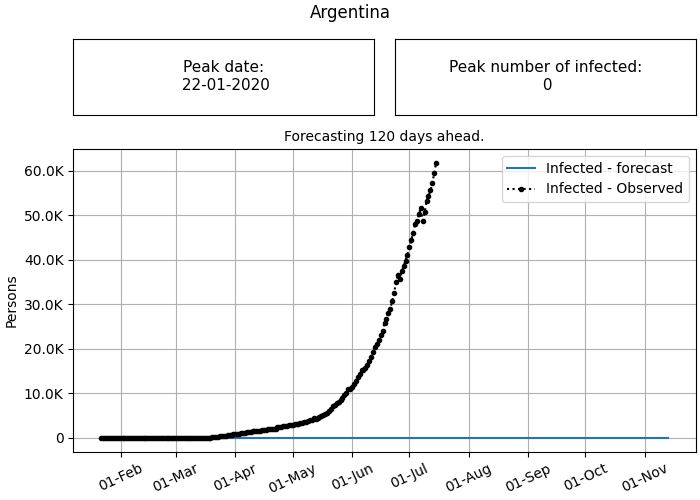 Argentina
Peak date:
22-01-2020
Peak number of infected:
0
Forecasting 120 days ahead.
Infected - forecast
Infected - Observed
Persons
60.0K
50.0K
40.0K
30.0K
20.0K
10.0K
0
01-Feb
01-Mar
01-Apr
01-May
01-Jun
01-Jul
01-Aug
01-Sep
01-Oct
01-Nov